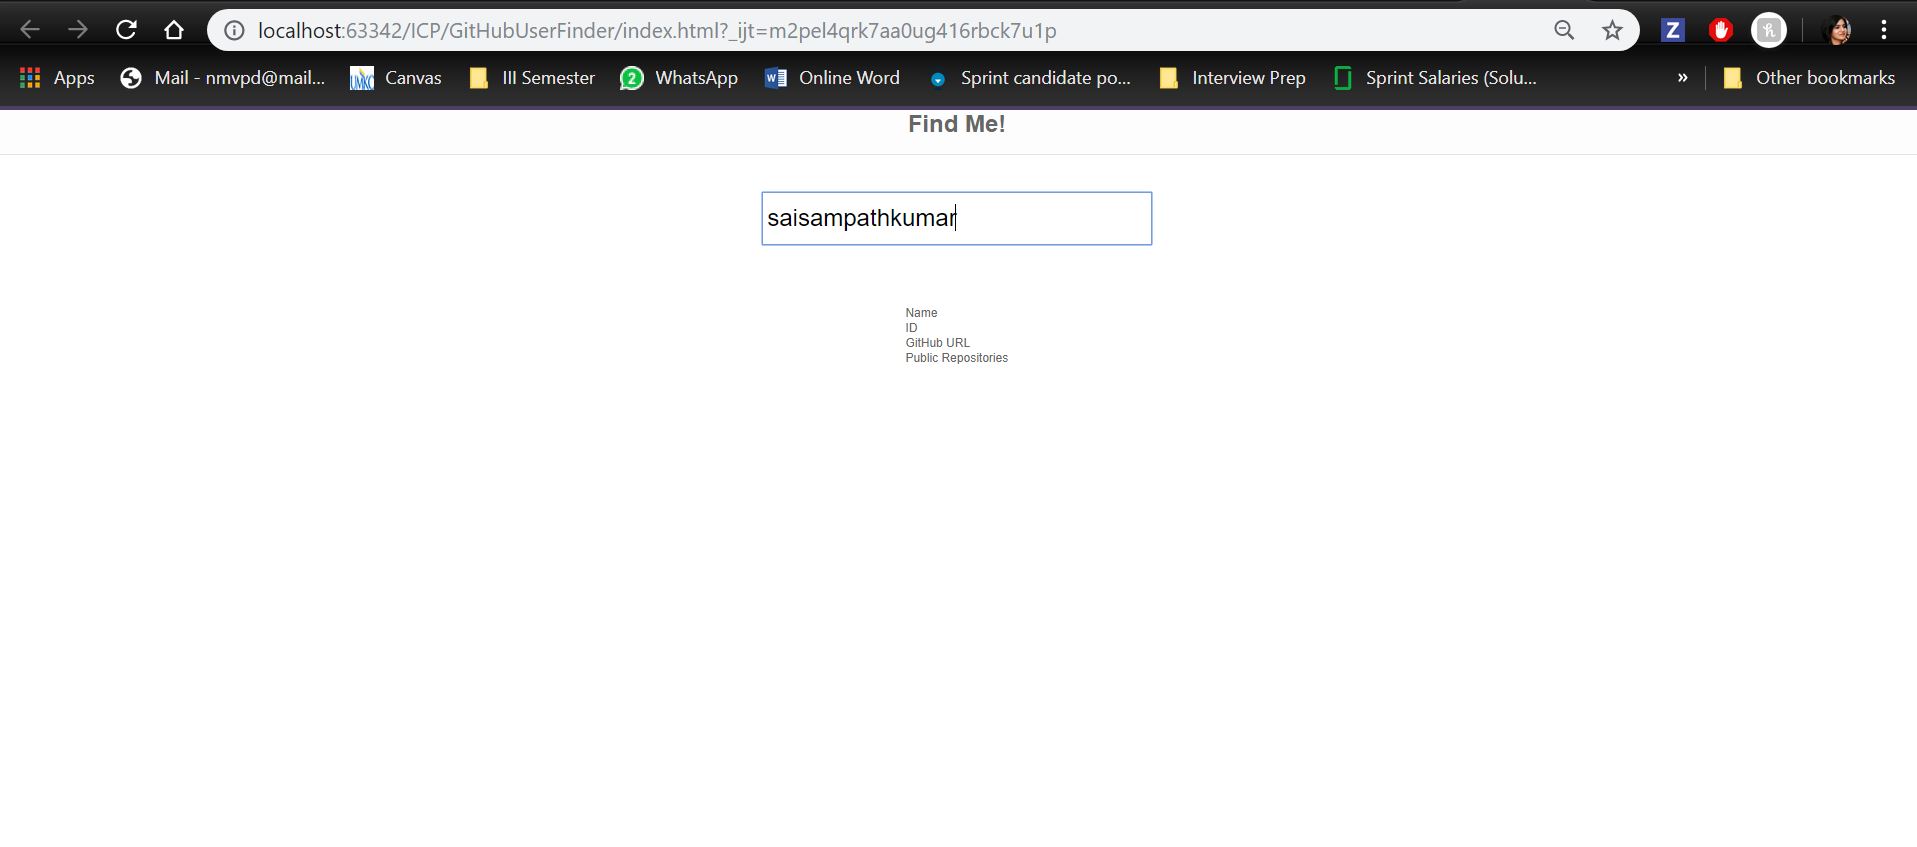 localhost:63342/ICP/GitHubUserFinder/index.html?_ijt=m2pel4qrk7aa0ug416rbck7u1p
Z
Apps Mail - nmvpd@mail... UMKC Canvas III Semester 2 WhatsApp W Online Word Sprint candidate po... Interview Prep Sprint Salaries (Solu... » Other bookmarks
Find Me!
saisampathkumar
Name
ID
GitHub URL
Public Repositories